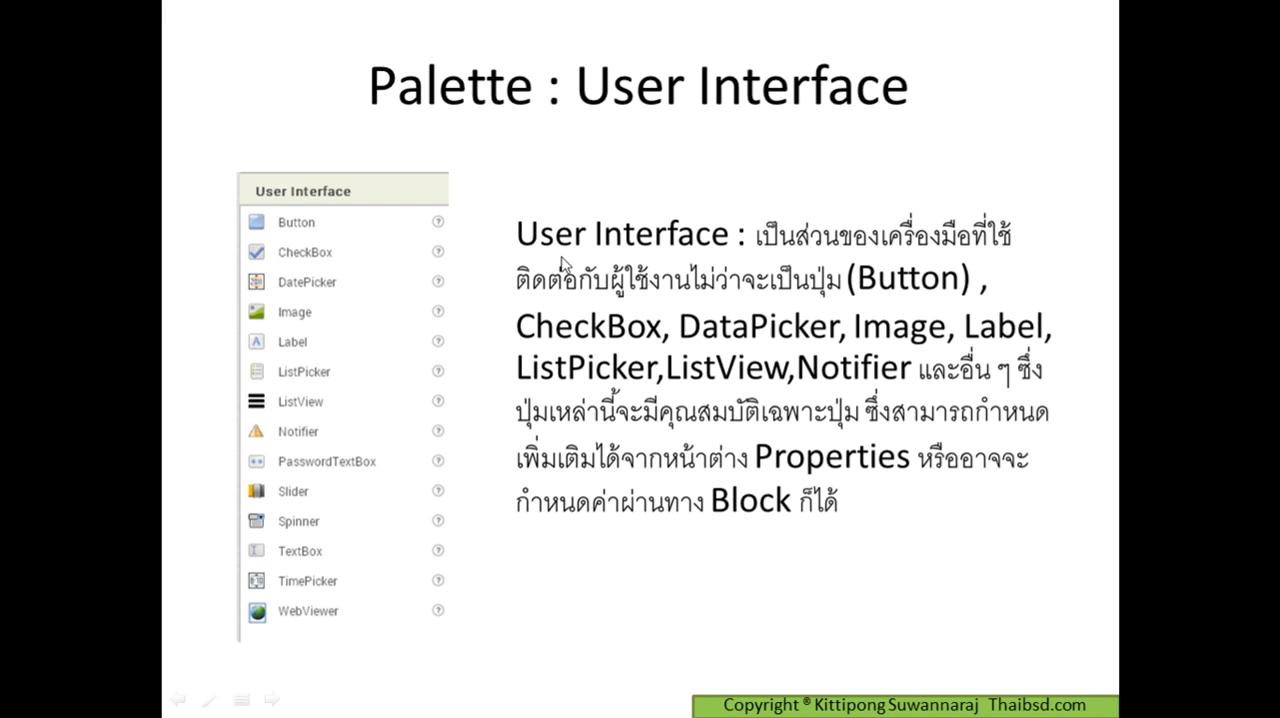 Palette : User Interface
User Interface
Button
CheckBox
DatePicker
Image
Label
ListPicker
ListView
Notifier
PasswordTextBox
Slider
Spinner
TextBox
TimePicker
WebViewer
User Interface : เป็นส่วนของเครื่องมือที่ใช้
ติดต่อกับผู้ใช้งานไม่ว่าจะเป็นปุ่ม (Button) ,
CheckBox, DataPicker, Image, Label,
ListPicker,ListView,Notifier และอื่น ๆ ซึ่ง
ปุ่มเหล่านี้จะมีคุณสมบัติเฉพาะปุ่ม ซึ่งสามารถกำหนด
เพิ่มเติมได้จากหน้าต่าง Properties หรืออาจจะ
กำหนดค่าผ่านทาง Block ก็ได้
Copyright ® Kittipong Suwannaraj Thaibsd.com